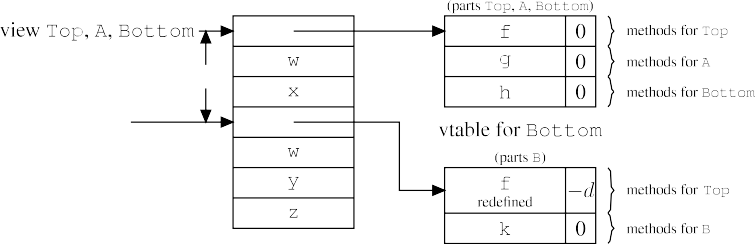 (parts Top, A, Bottom)
view Top, A, Bottom
f 0 methods for Top
w g 0 methods for A
x h 0 methods for Bottom
vtable for Bottom
w (parts B)
y f redefined −d methods for Top
z k 0 methods for B